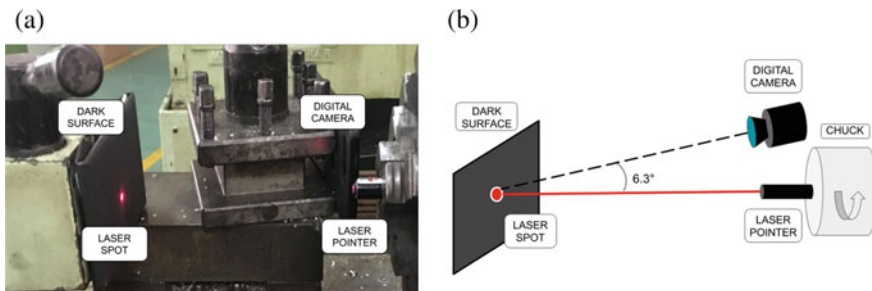 (a)
DARK
SURFACE
DIGITAL
CAMERA
LASER
SPOT
LASER
POINTER
(b)
DIGITAL
CAMERA
DARK
SURFACE
CHUCK
6.3°
LASER
SPOT
LASER
POINTER